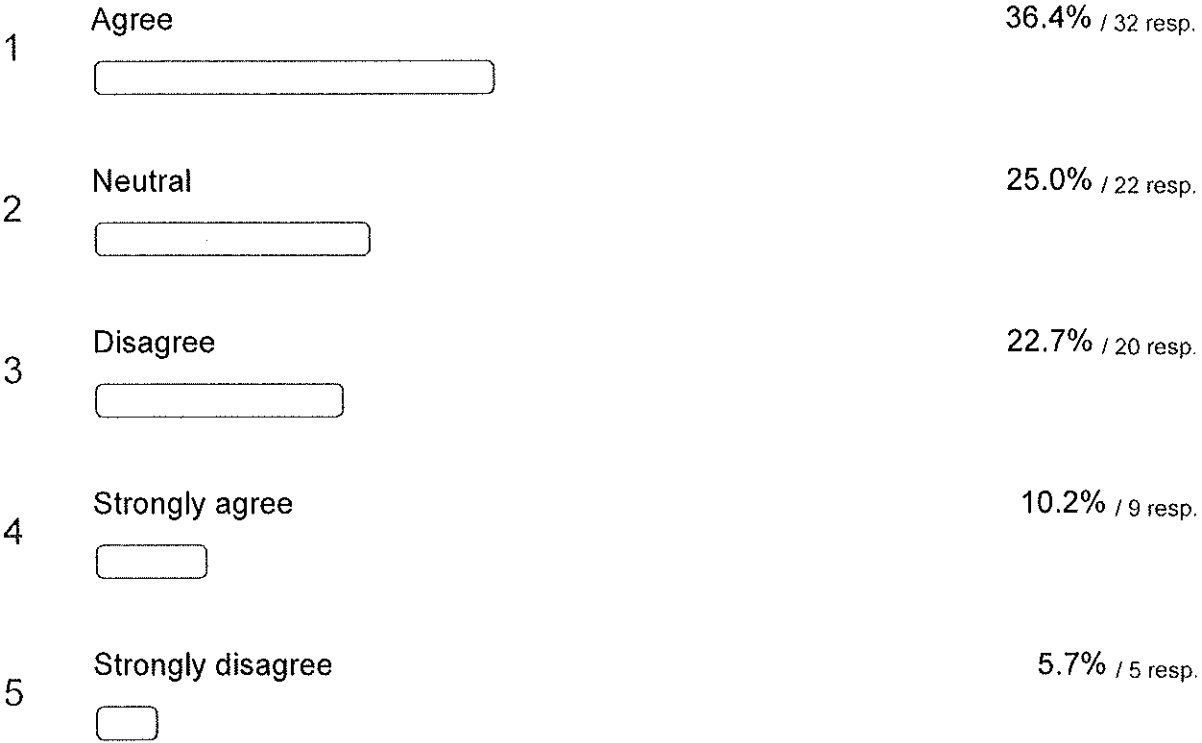 1 Agree 36.4% / 32 resp.
2 Neutral 25.0% / 22 resp.
3 Disagree 22.7% / 20 resp.
4 Strongly agree 10.2% / 9 resp.
5 Strongly disagree 5.7% / 5 resp.